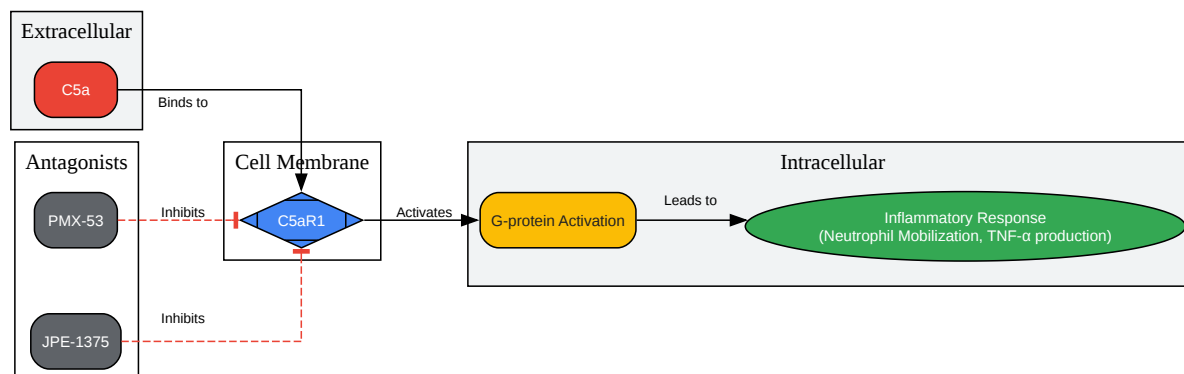 Extracellular
C5a
Binds to
Antagonists
Cell Membrane
Intracellular
PMX-53
Inhibits
C5aR1
Activates
G-protein Activation
Leads to
Inflammatory Response
(Neutrophil Mobilization, TNF-α production)
JPE-1375
Inhibits